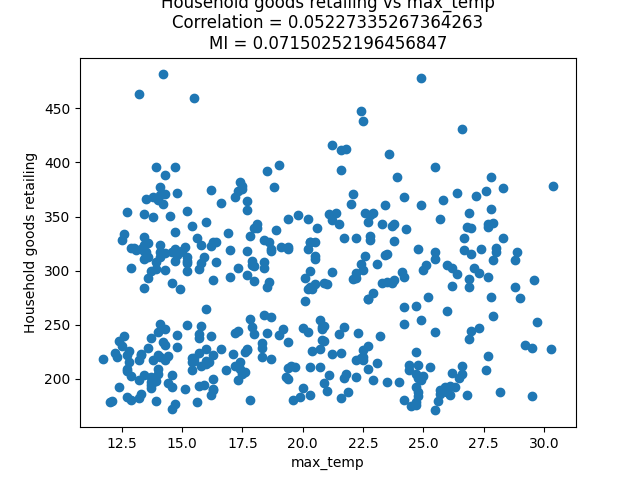 Household goods retailing vs max_temp
Correlation = 0.05227335267364263
MI = 0.07150252196456847
450
400
350
300
250
200
Household goods retailing
12.5 15.0 17.5 20.0 22.5 25.0 27.5 30.0
max_temp